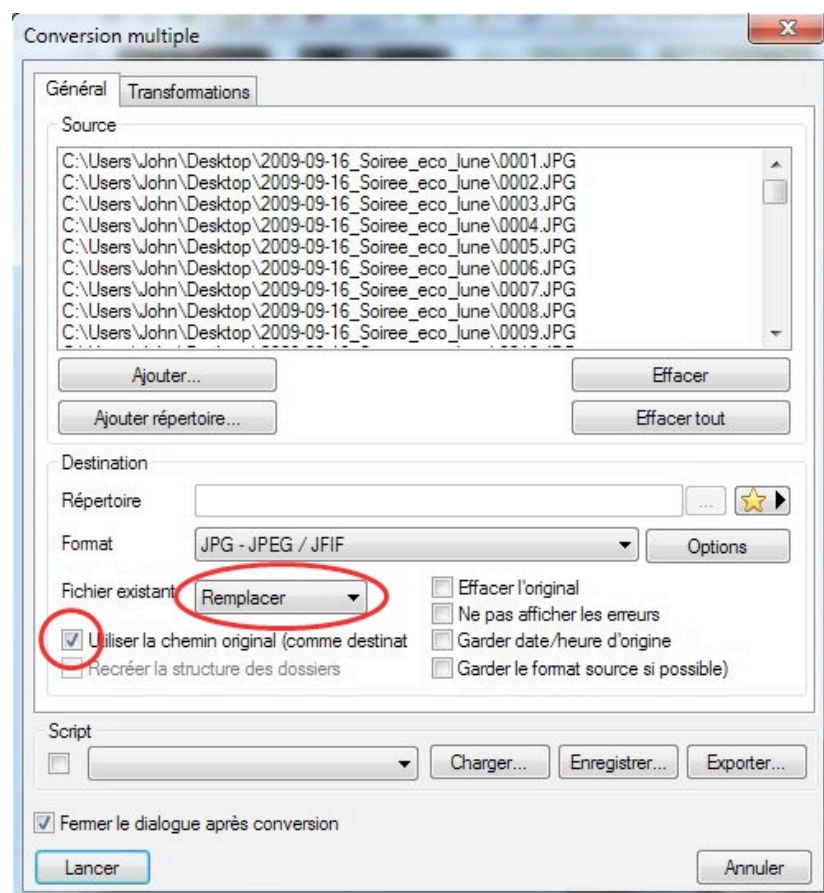 Conversion multiple
Général
Transformations
Source
C:\Users\John\Desktop\2009-09-16_Soiree_eco_lune\0001.JPG
C:\Users\John\Desktop\2009-09-16_Soiree_eco_lune\0002.JPG
C:\Users\John\Desktop\2009-09-16_Soiree_eco_lune\0003.JPG
C:\Users\John\Desktop\2009-09-16_Soiree_eco_lune\0004.JPG
C:\Users\John\Desktop\2009-09-16_Soiree_eco_lune\0005.JPG
C:\Users\John\Desktop\2009-09-16_Soiree_eco_lune\0006.JPG
C:\Users\John\Desktop\2009-09-16_Soiree_eco_lune\0007.JPG
C:\Users\John\Desktop\2009-09-16_Soiree_eco_lune\0008.JPG
C:\Users\John\Desktop\2009-09-16_Soiree_eco_lune\0009.JPG
Ajouter...
Effacer
Ajouter répertoire...
Effacer tout
Destination
Répertoire
...
Format
JPG - JPEG / JFIF
Options
Fichier existant
Remplacer
Effacer l'original
Ne pas afficher les erreurs
Utiliser la chemin original (comme destinat
Garder date/heure d'origine
Recréer la structure des dossiers
Garder le format source si possible)
Script
Charger...
Enregistrer...
Exporter...
Fermer le dialogue après conversion
Lancer
Annuler